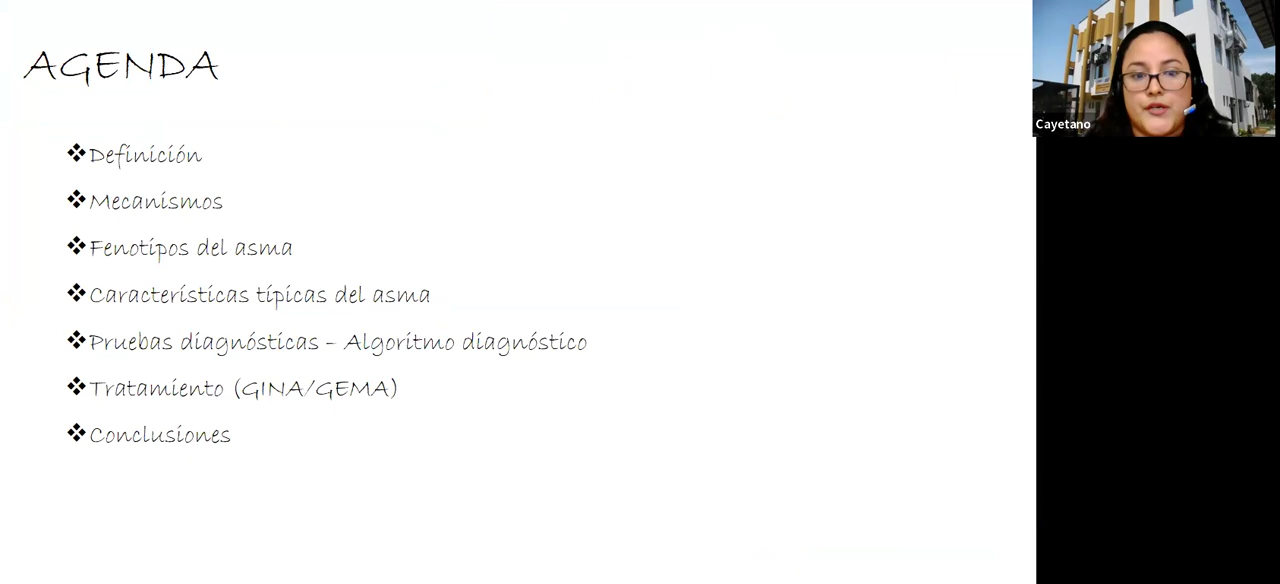 AGENDA
Definición
Mecanismos
Fenotipos del asma
Características típicas del asma
Pruebas diagnósticas – Algoritmo diagnóstico
Tratamiento (GINA/GEMA)
Conclusiones
Cayetano